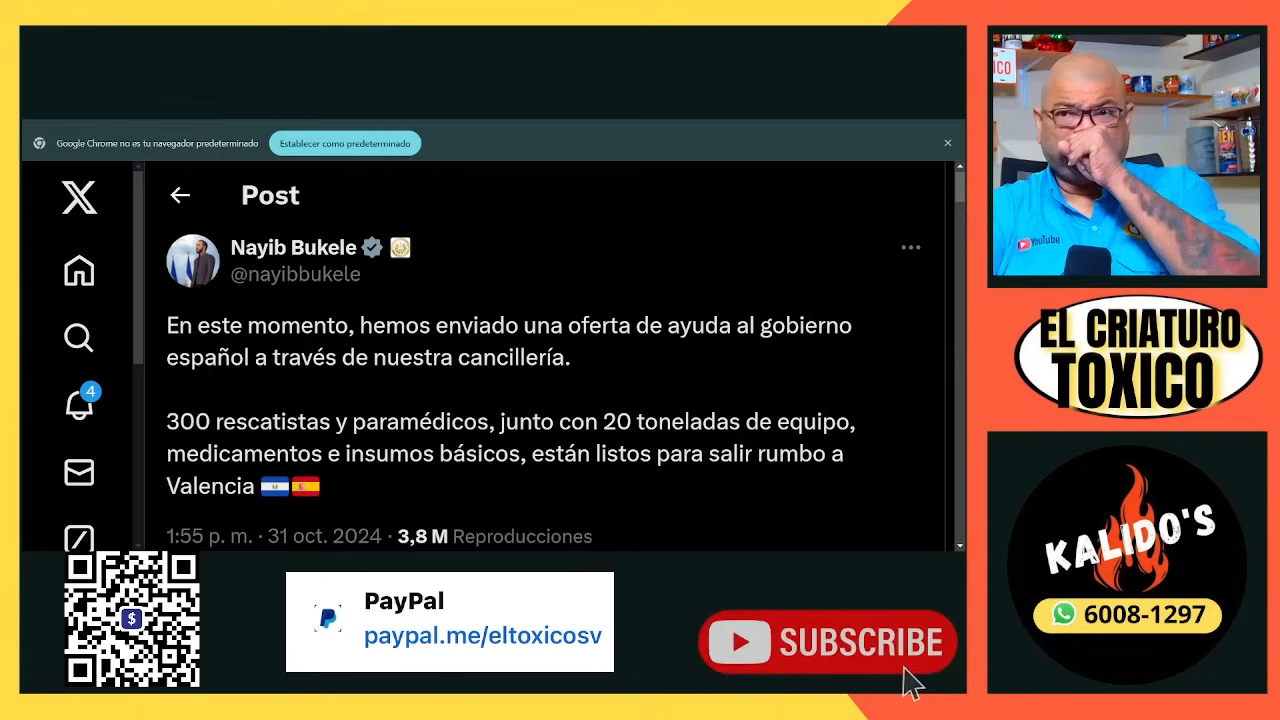 Google Chrome no es tu navegador predeterminado
Establecer como predeterminado
Post
Nayib Bukele
@nayibbukele
En este momento, hemos enviado una oferta de ayuda al gobierno
español a través de nuestra cancillería.
300 rescatistas y paramédicos, junto con 20 toneladas de equipo,
medicamentos e insumos básicos, están listos para salir rumbo a
Valencia
1:55 p. m. · 31 oct. 2024 · 3,8 M Reproducciones
4
$
PayPal
paypal.me/eltoxicosv
SUBSCRIBE
ICO
YouTube
EL CRIATURO
TOXICO
KALIDO'S
6008-1297